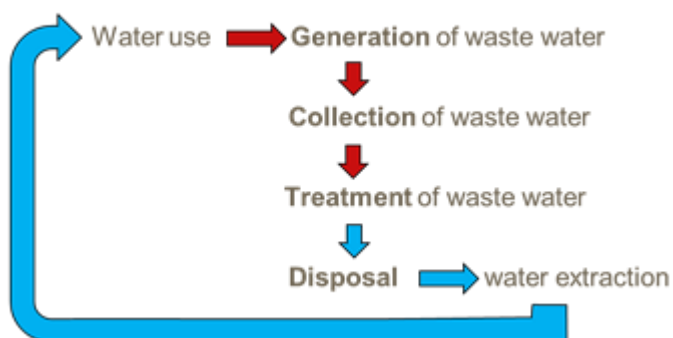 Water use
Generation of waste water
Collection of waste water
Treatment of waste water
Disposal
water extraction